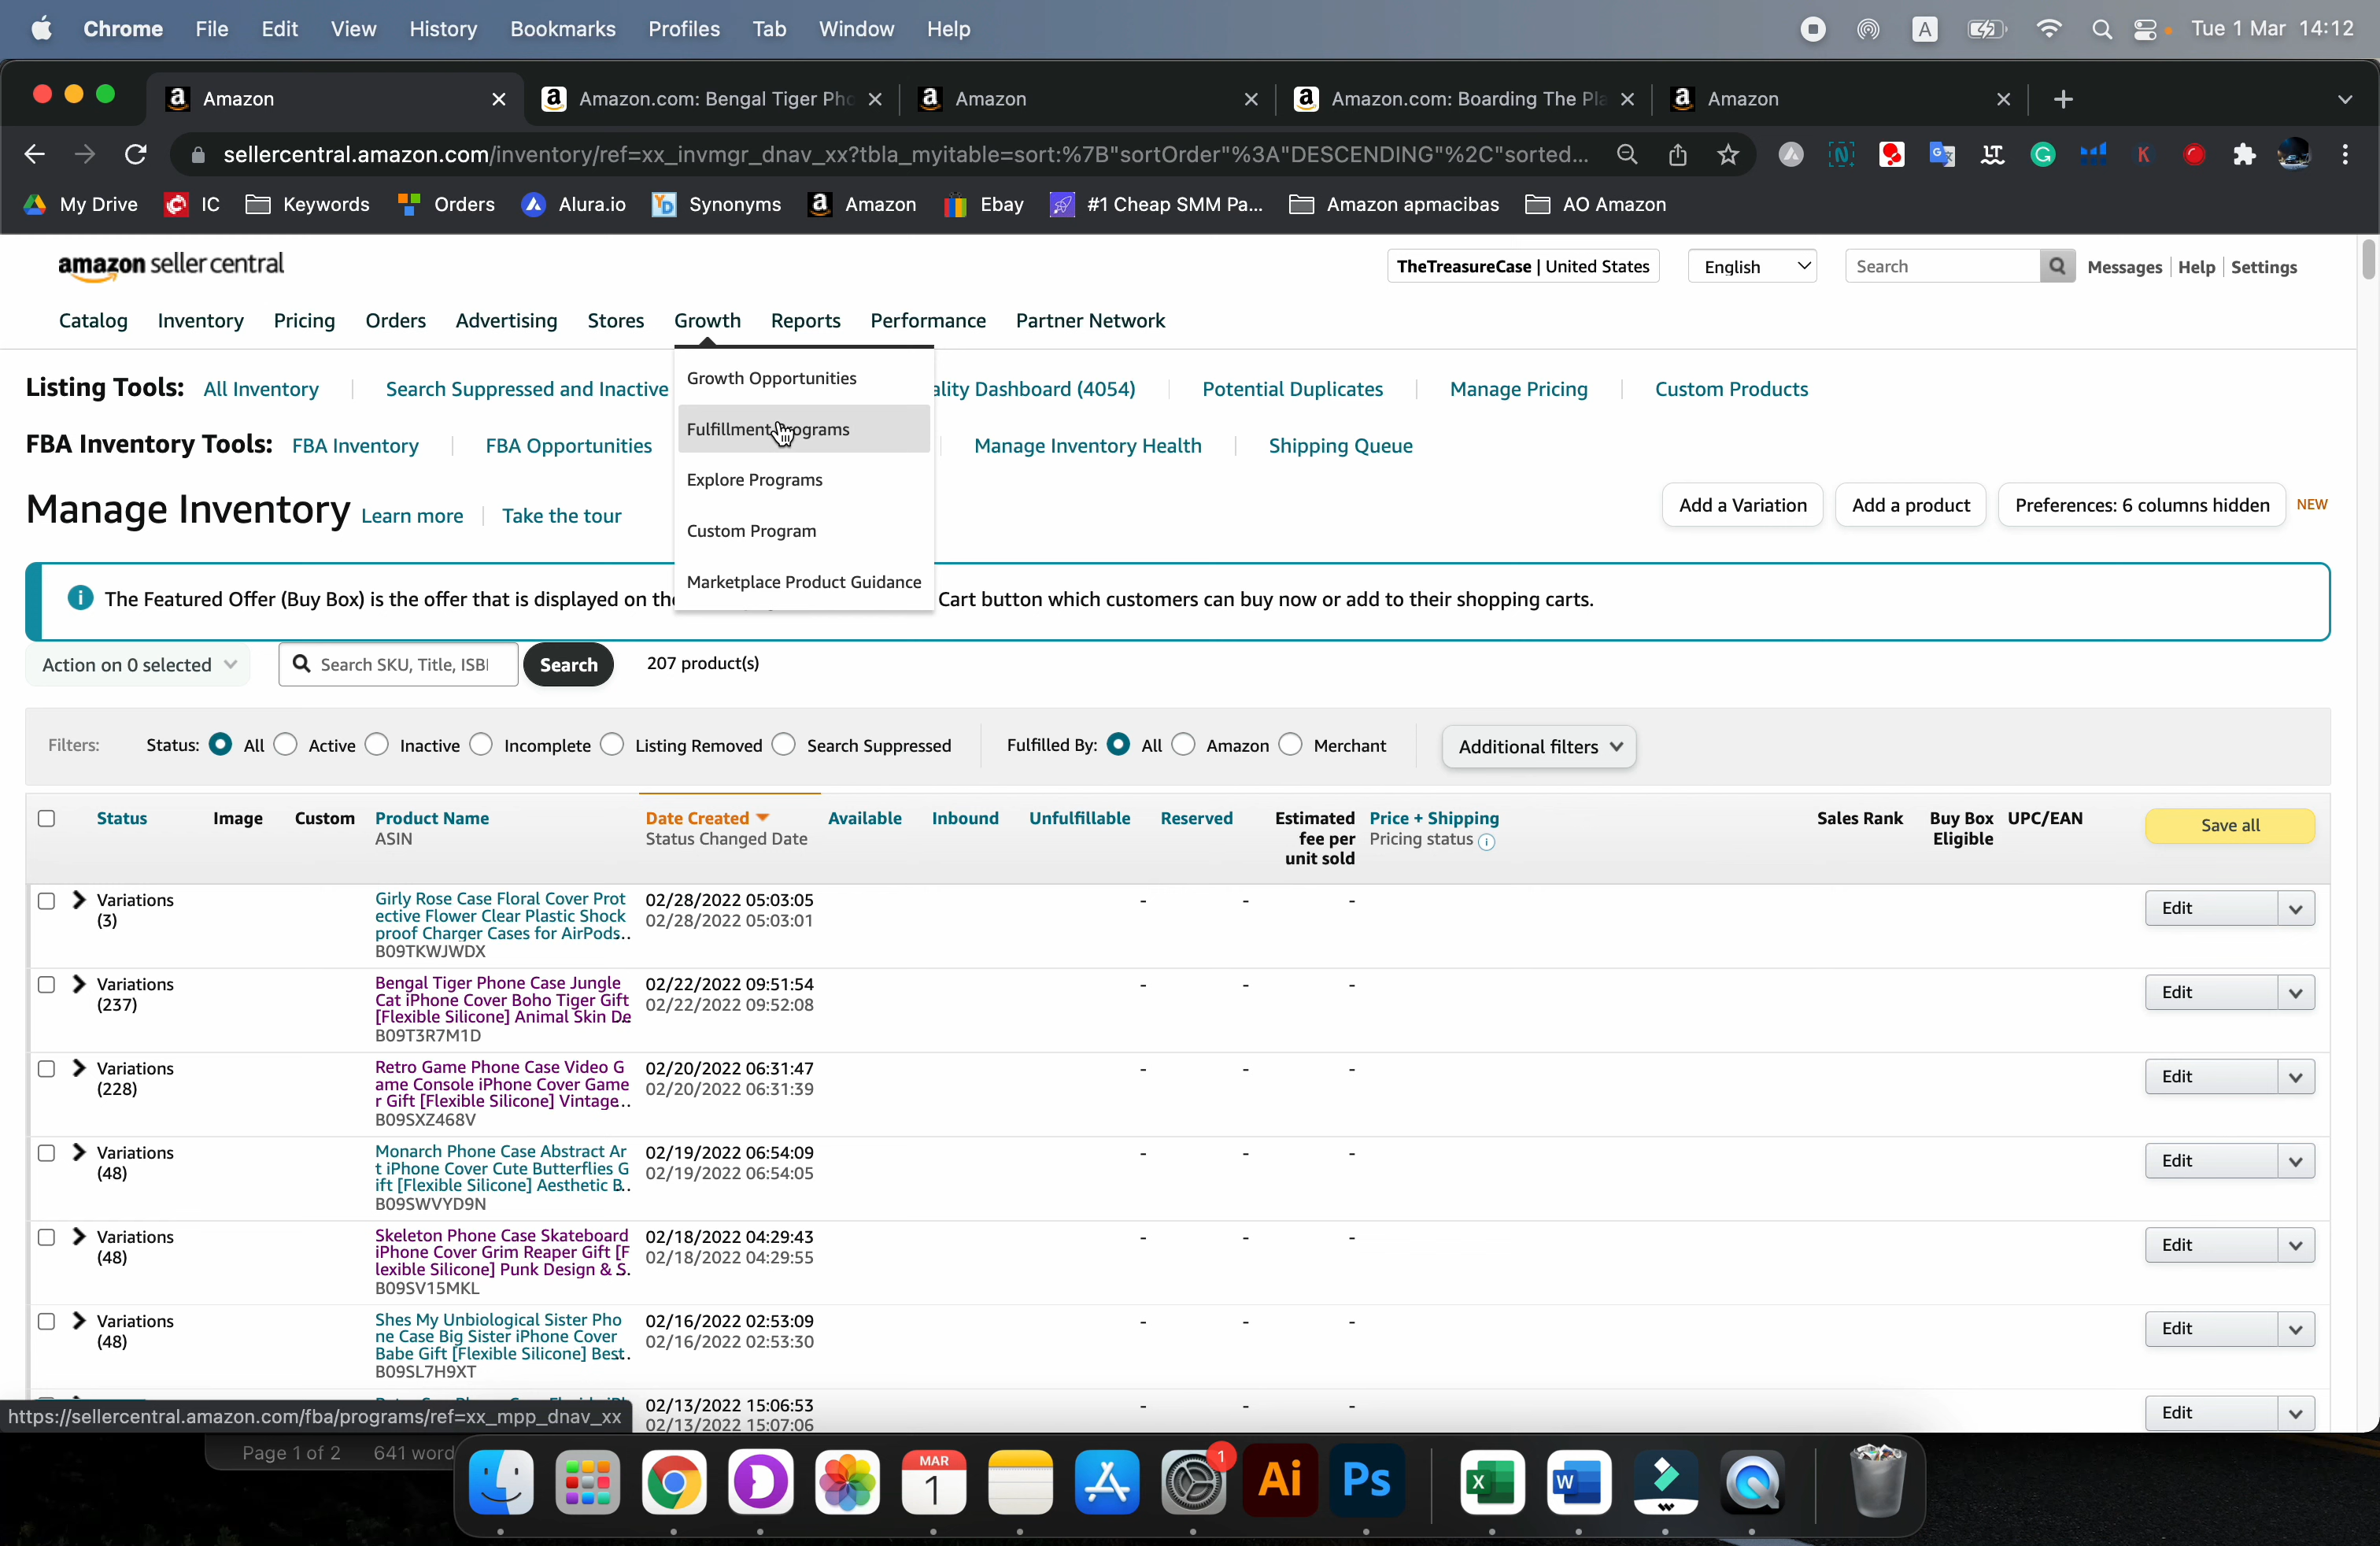 Chrome File Edit View History Bookmarks Profiles Tab Window Help A Tue 1 Mar 14:12
Amazon Amazon.com: Bengal Tiger Pho Amazon Amazon.com: Boarding The Pla Amazon
sellercentral.amazon.com/inventory/ref=xx_invmgr_dnav_xx?tbla_myitable=sort:%7B"sortOrder"%3A"DESCENDING"%2C"sorted...
My Drive IC Keywords Orders Alura.io Synonyms Amazon Ebay #1 Cheap SMM Pa... Amazon apmacibas AO Amazon
amazon seller central TheTreasureCase | United States English Search Messages Help Settings
Catalog Inventory Pricing Orders Advertising Stores Growth Reports Performance Partner Network
Growth Opportunities
Fulfillment Programs
Explore Programs
Custom Program
Marketplace Product Guidance
Listing Tools: All Inventory Search Suppressed and Inactive ality Dashboard (4054) Potential Duplicates Manage Pricing Custom Products
FBA Inventory Tools: FBA Inventory FBA Opportunities Manage Inventory Health Shipping Queue
Manage Inventory Learn more Take the tour Add a Variation Add a product Preferences: 6 columns hidden NEW
The Featured Offer (Buy Box) is the offer that is displayed on the Cart button which customers can buy now or add to their shopping carts.
Action on 0 selected Search SKU, Title, ISBI Search 207 product(s)
Filters: Status: All Active Inactive Incomplete Listing Removed Search Suppressed Fulfilled By: All Amazon Merchant Additional filters
Status Image Custom Product Name Date Created Available Inbound Unfulfillable Reserved Estimated Price + Shipping Sales Rank Buy Box UPC/EAN Save all
ASIN Status Changed Date fee per Pricing status Eligible
unit sold
Variations Girly Rose Case Floral Cover Prot 02/28/2022 05:03:05 - - - Edit
(3) ective Flower Clear Plastic Shock 02/28/2022 05:03:01
proof Charger Cases for AirPods..
B09TKWJWDX
Variations Bengal Tiger Phone Case Jungle 02/22/2022 09:51:54 - - - Edit
(237) Cat iPhone Cover Boho Tiger Gift 02/22/2022 09:52:08
[Flexible Silicone] Animal Skin De
B09T3R7M1D
Variations Retro Game Phone Case Video G 02/20/2022 06:31:47 - - - Edit
(228) ame Console iPhone Cover Game 02/20/2022 06:31:39
r Gift [Flexible Silicone] Vintage..
B09SXZ468V
Variations Monarch Phone Case Abstract Ar 02/19/2022 06:54:09 - - - Edit
(48) t iPhone Cover Cute Butterflies G 02/19/2022 06:54:05
ift [Flexible Silicone] Aesthetic B..
B09SWVYD9N
Variations Skeleton Phone Case Skateboard 02/18/2022 04:29:43 - - - Edit
(48) iPhone Cover Grim Reaper Gift [F 02/18/2022 04:29:55
lexible Silicone] Punk Design & S.
B09SV15MKL
Variations Shes My Unbiological Sister Pho 02/16/2022 02:53:09 - - - Edit
(48) ne Case Big Sister iPhone Cover 02/16/2022 02:53:30
Babe Gift [Flexible Silicone] Best..
B09SL7H9XT
02/13/2022 15:06:53 - - - Edit
02/13/2022 15:07:06
https://sellercentral.amazon.com/fba/programs/ref=xx_mpp_dnav_xx
Page 1 of 2 641 word
MAR 1 1 Ai Ps X W